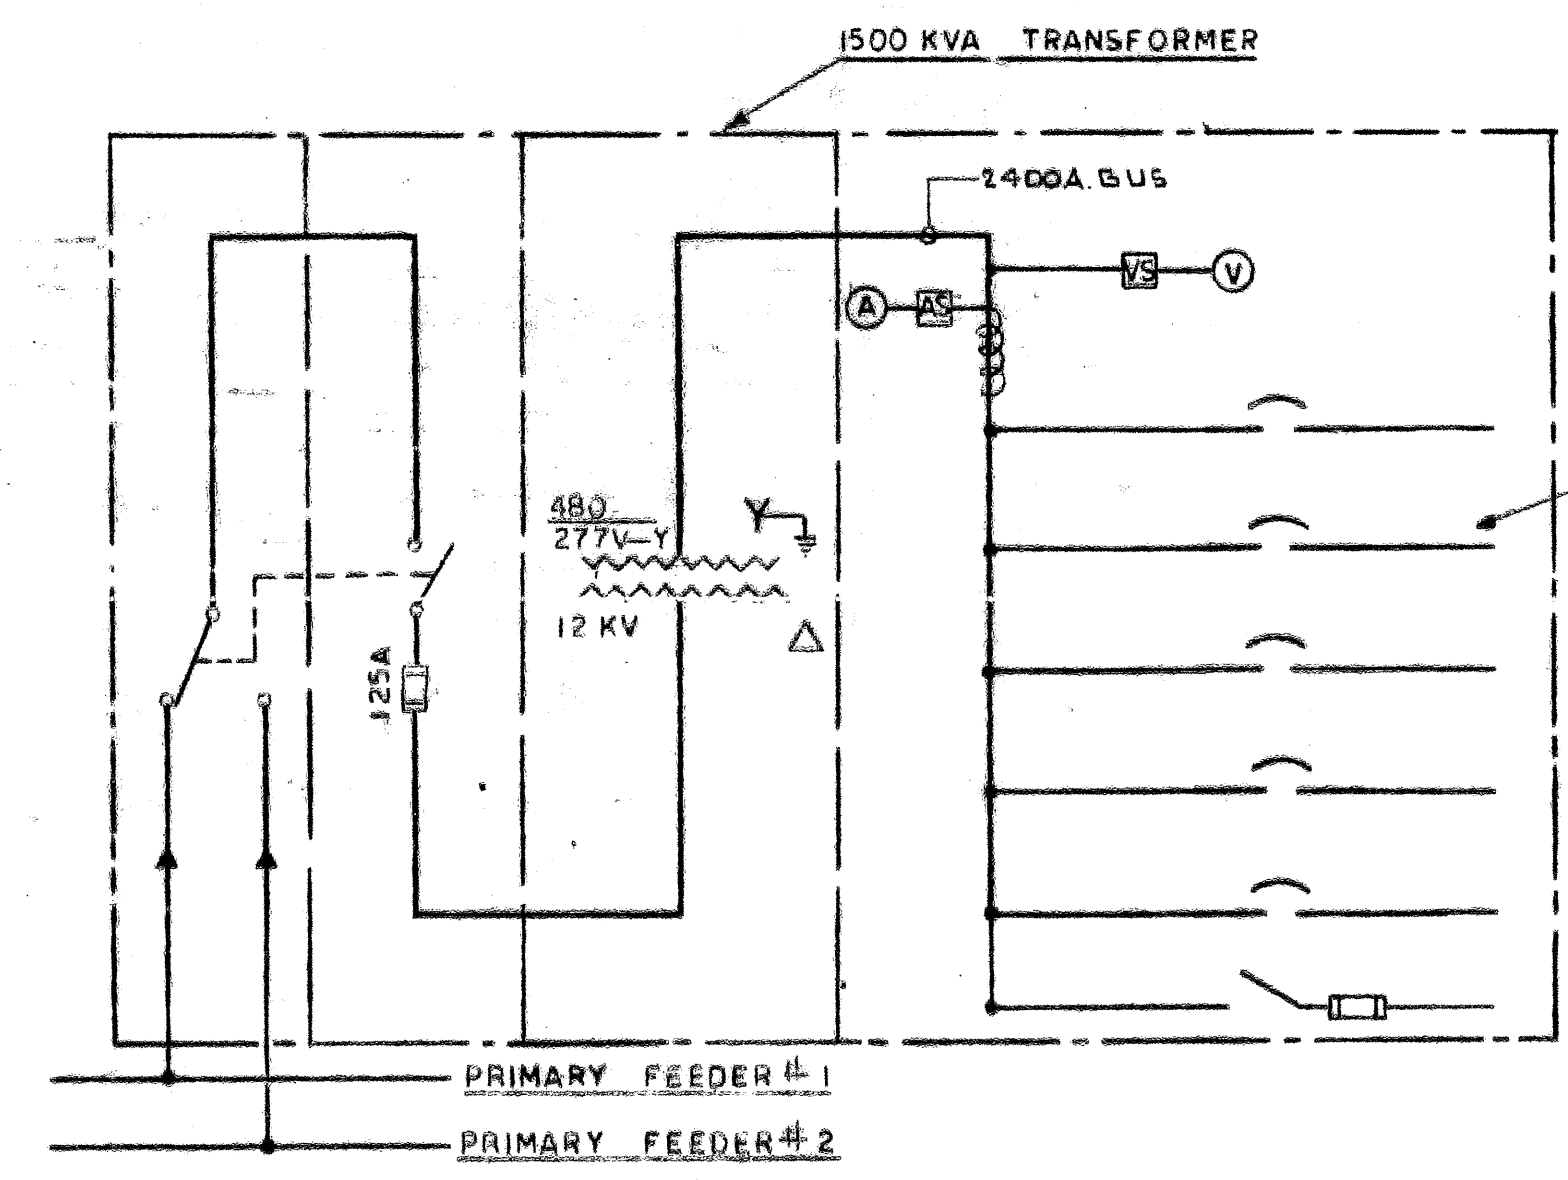 1500 KVA TRANSFORMER
2400A. BUS
VS
V
A
AS
480
277V—Y
Y
12 KV
125A
PRIMARY FEEDER # 1
PRIMARY FEEDER # 2